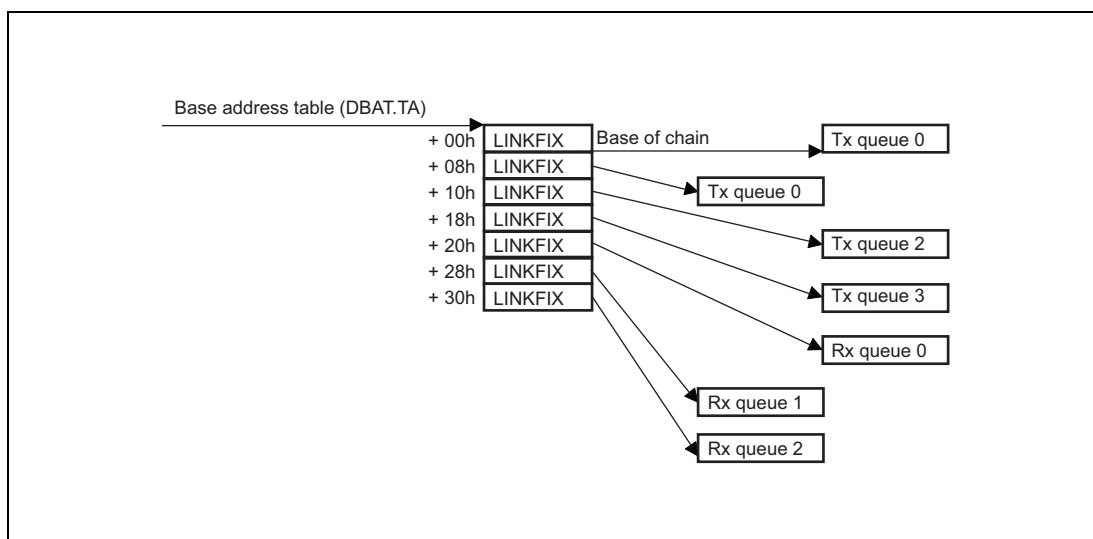 Base address table (DBAT.TA)
+ 00h LINKFIX Base of chain Tx queue 0
+ 08h LINKFIX Tx queue 0
+ 10h LINKFIX Tx queue 2
+ 18h LINKFIX Tx queue 3
+ 20h LINKFIX Rx queue 0
+ 28h LINKFIX Rx queue 1
+ 30h LINKFIX Rx queue 2